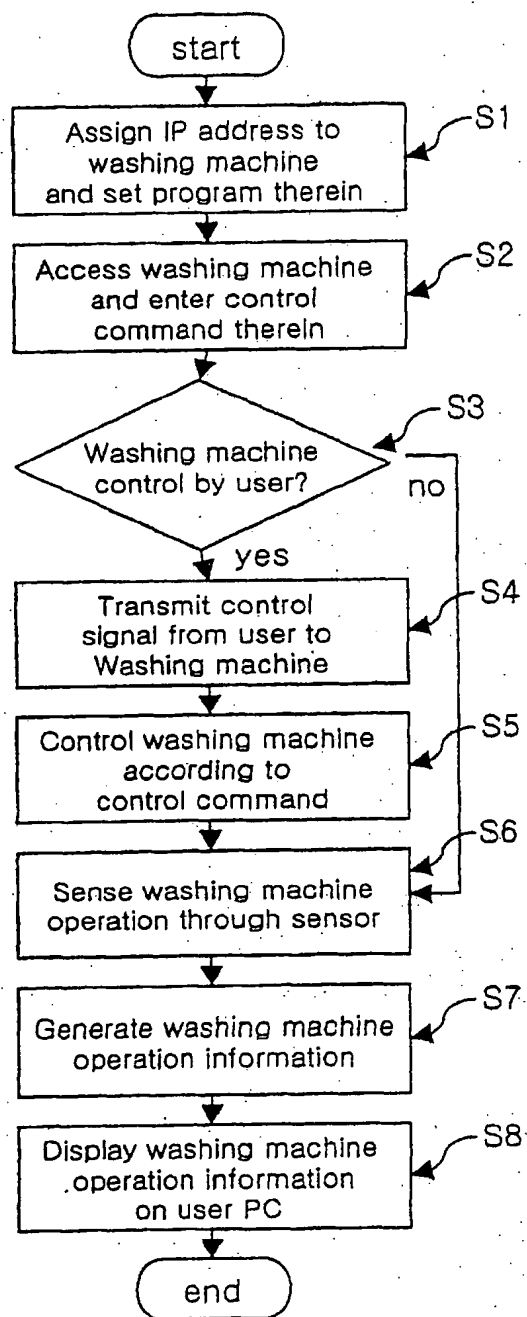 start
Assign IP address to
washing machine
and set program therein
S1
Access washing machine
and enter control
command therein
S2
Washing machine
control by user?
S3
no
yes
Transmit control
signal from user to
Washing machine
S4
Control washing machine
according to
control command
S5
Sense washing machine
operation through sensor
S6
Generate washing machine
operation information
S7
Display washing machine
operation information
on user PC
S8
end